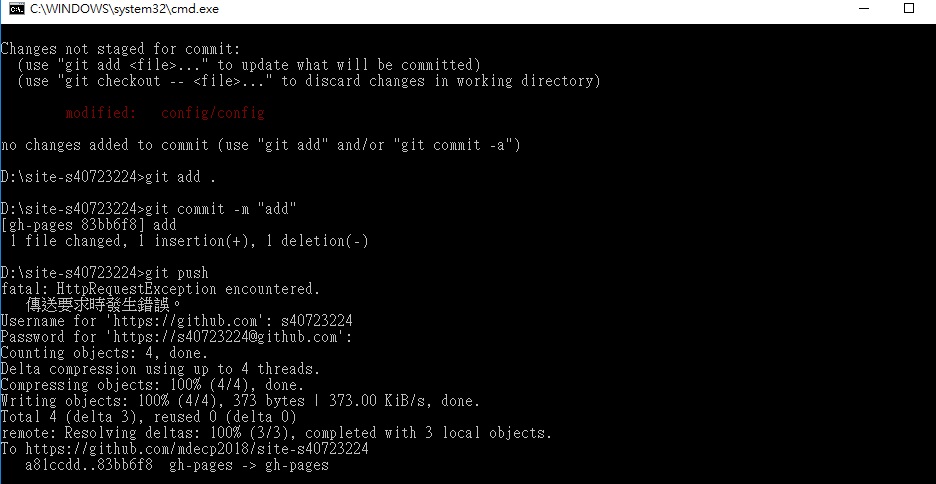 C:\WINDOWS\system32\cmd.exe
Changes not staged for commit:
  (use "git add <file>..." to update what will be committed)
  (use "git checkout -- <file>..." to discard changes in working directory)
        modified:   config/config
no changes added to commit (use "git add" and/or "git commit -a")
D:\site-s40723224>git add .
D:\site-s40723224>git commit -m "add"
[gh-pages 83bb6f8] add
 1 file changed, 1 insertion(+), 1 deletion(-)
D:\site-s40723224>git push
fatal: HttpRequestException encountered.
   傳送要求時發生錯誤。
Username for 'https://github.com': s40723224
Password for 'https://s40723224@github.com':
Counting objects: 4, done.
Delta compression using up to 4 threads.
Compressing objects: 100% (4/4), done.
Writing objects: 100% (4/4), 373 bytes | 373.00 KiB/s, done.
Total 4 (delta 3), reused 0 (delta 0)
remote: Resolving deltas: 100% (3/3), completed with 3 local objects.
To https://github.com/mdecp2018/site-s40723224
   a81ccdd..83bb6f8  gh-pages -> gh-pages